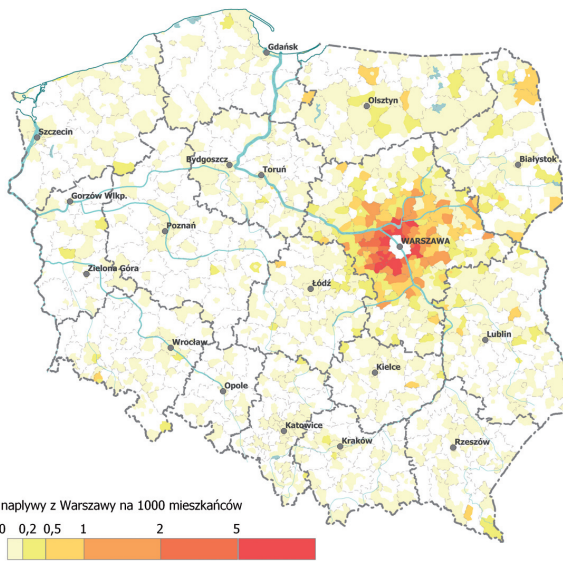 Gdańsk
Olsztyn
Szczecin
Białystok
Bydgoszcz
Toruń
Gorzów Wlkp.
Poznań
WARSZAWA
Zielona Góra
Łódź
Lublin
Wrocław
Kielce
Opole
Katowice
Kraków
Rzeszów
napływy z Warszawy na 1000 mieszkańców
0 0,2 0,5 1 2 5